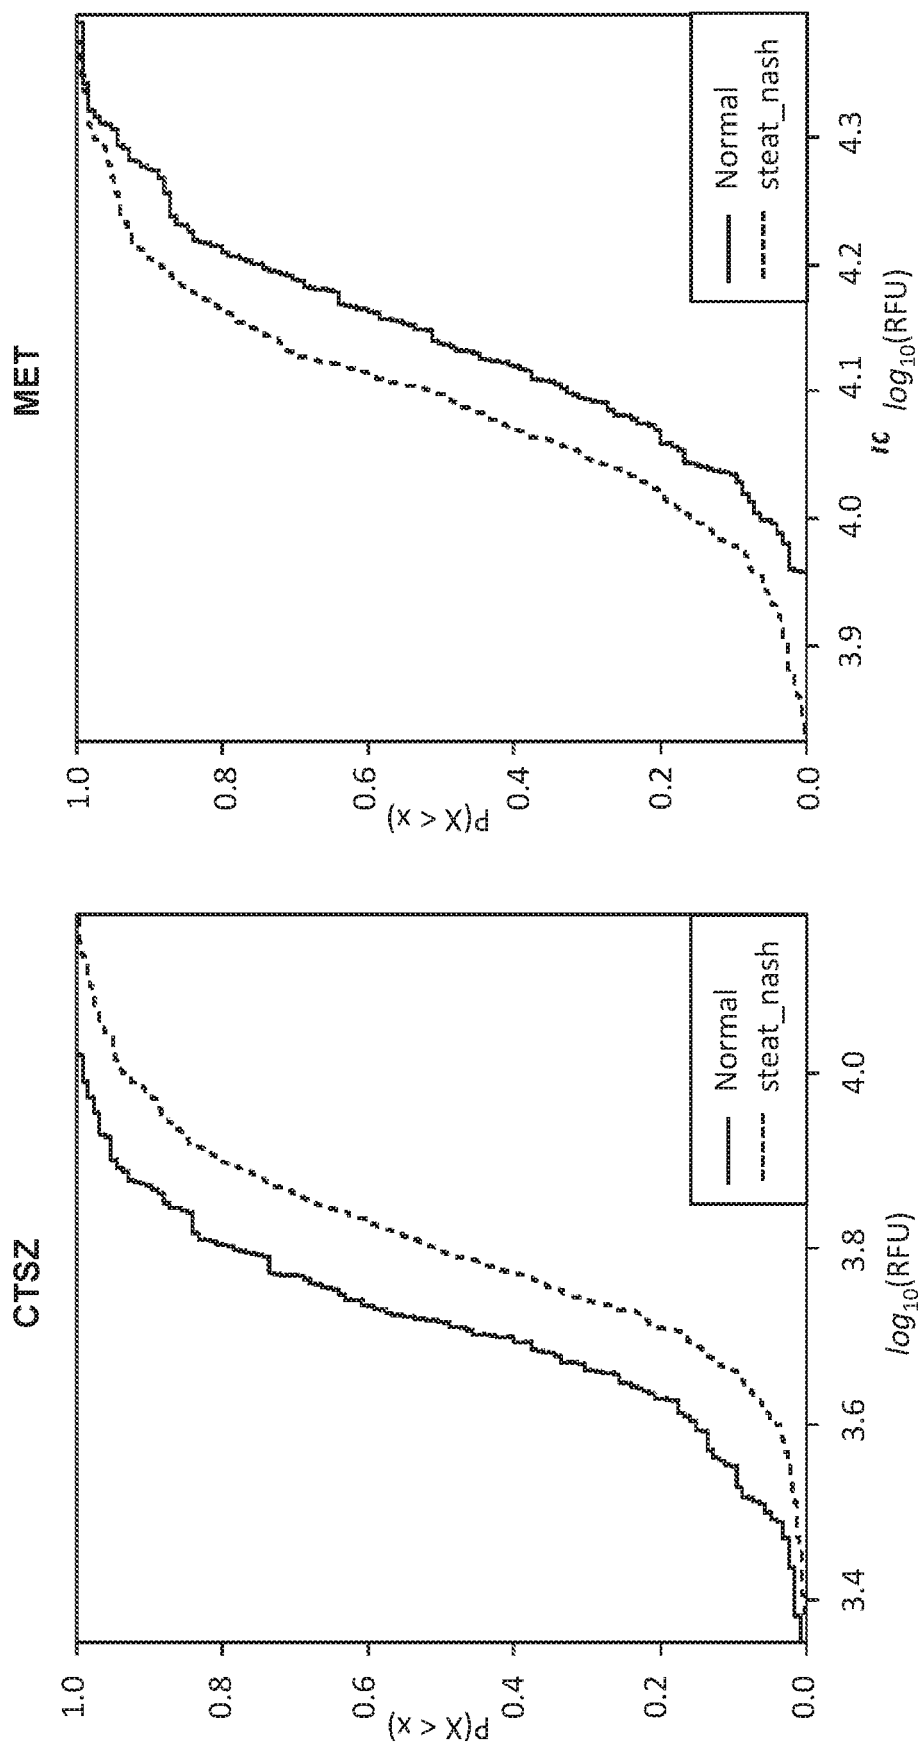 CTSZ
P(X < x)
1.0
0.8
0.6
0.4
0.2
0.0
3.4
3.6
3.8
4.0
log10(RFU)
Normal
steat_nash
MET
P(X < x)
1.0
0.8
0.6
0.4
0.2
0.0
3.9
4.0
4.1
4.2
4.3
log10(RFU)
Normal
steat_nash